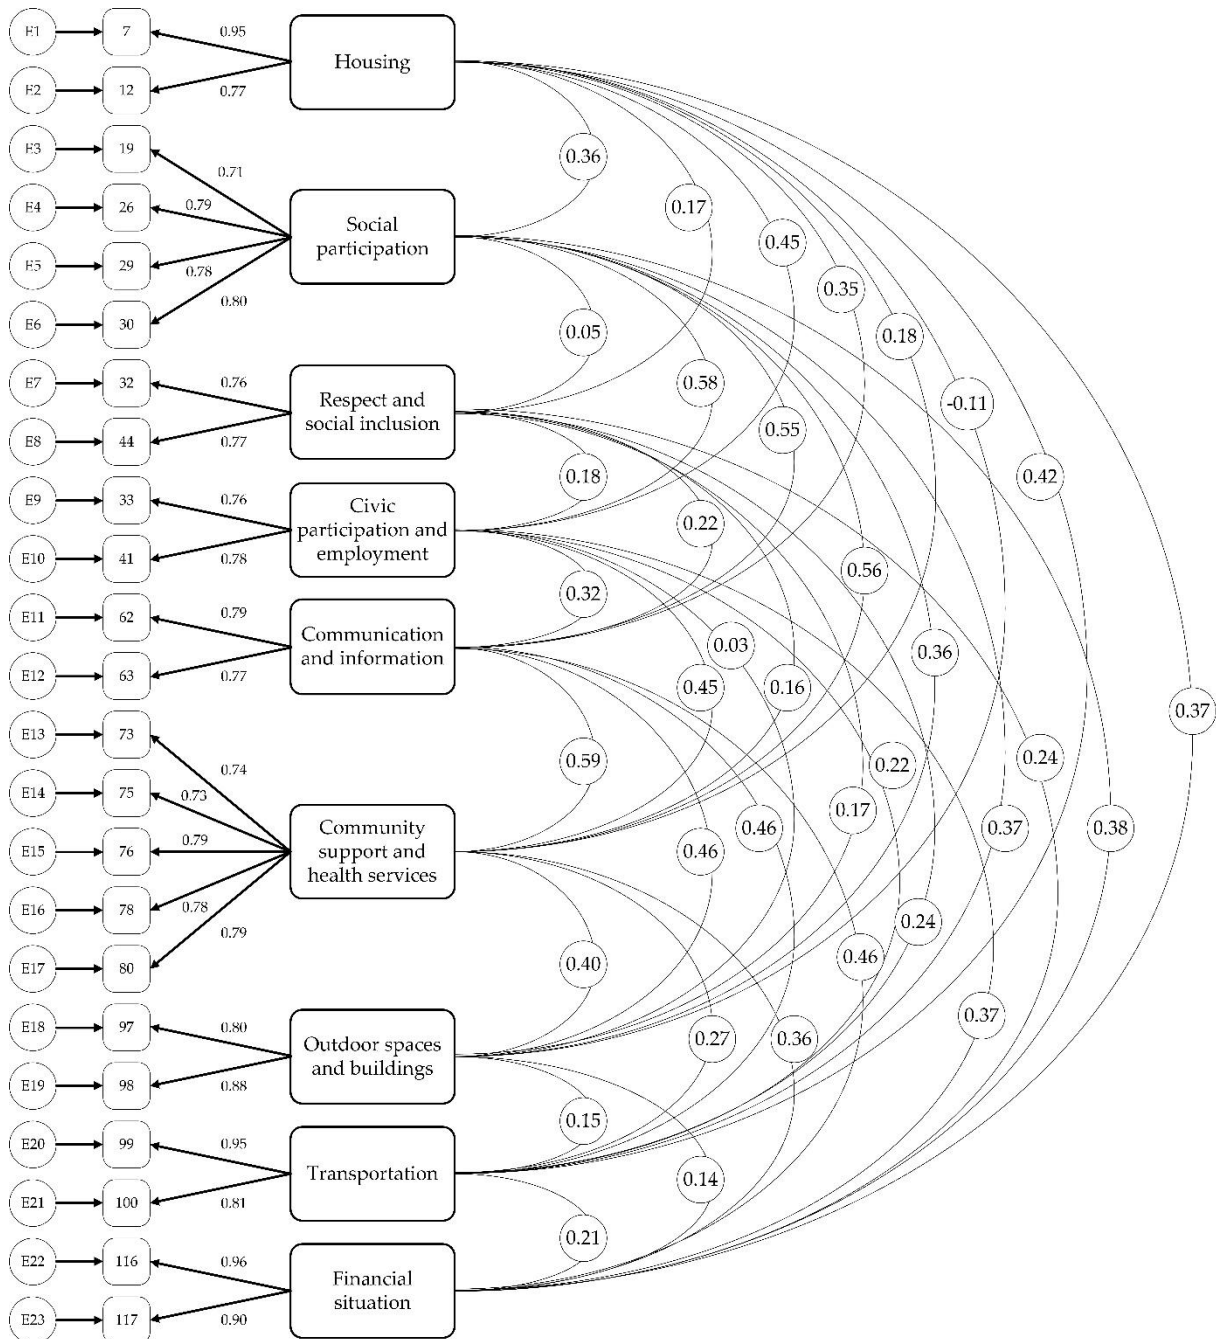 E1 7 0.95
Housing
E2 12 0.77
E3 19 0.71
0.36
E4 26 0.79
Social
participation
0.17
0.45
E5 29 0.78
0.35
E6 30 0.80
0.05
0.18
E7 32 0.76
Respect and
social inclusion
0.58
-0.11
E8 44 0.77
0.55
E9 33 0.76
Civic
participation and
employment
0.18
0.42
E10 41 0.78
0.22
0.56
E11 62 0.79
Communication
and information
0.32
0.03
0.36
E12 63 0.77
0.45
0.16
0.37
E13 73 0.74
0.59
0.22
0.24
E14 75 0.73
Community
support and
health services
0.17
E15 76 0.79
0.46
0.46
0.37
0.38
E16 78 0.78
0.24
E17 80 0.79
0.40
0.46
E18 97 0.80
Outdoor spaces
and buildings
0.27
0.36
0.37
E19 98 0.88
0.15
E20 99 0.95
Transportation
0.14
E21 100 0.81
0.21
E22 116 0.96
Financial
situation
E23 117 0.90